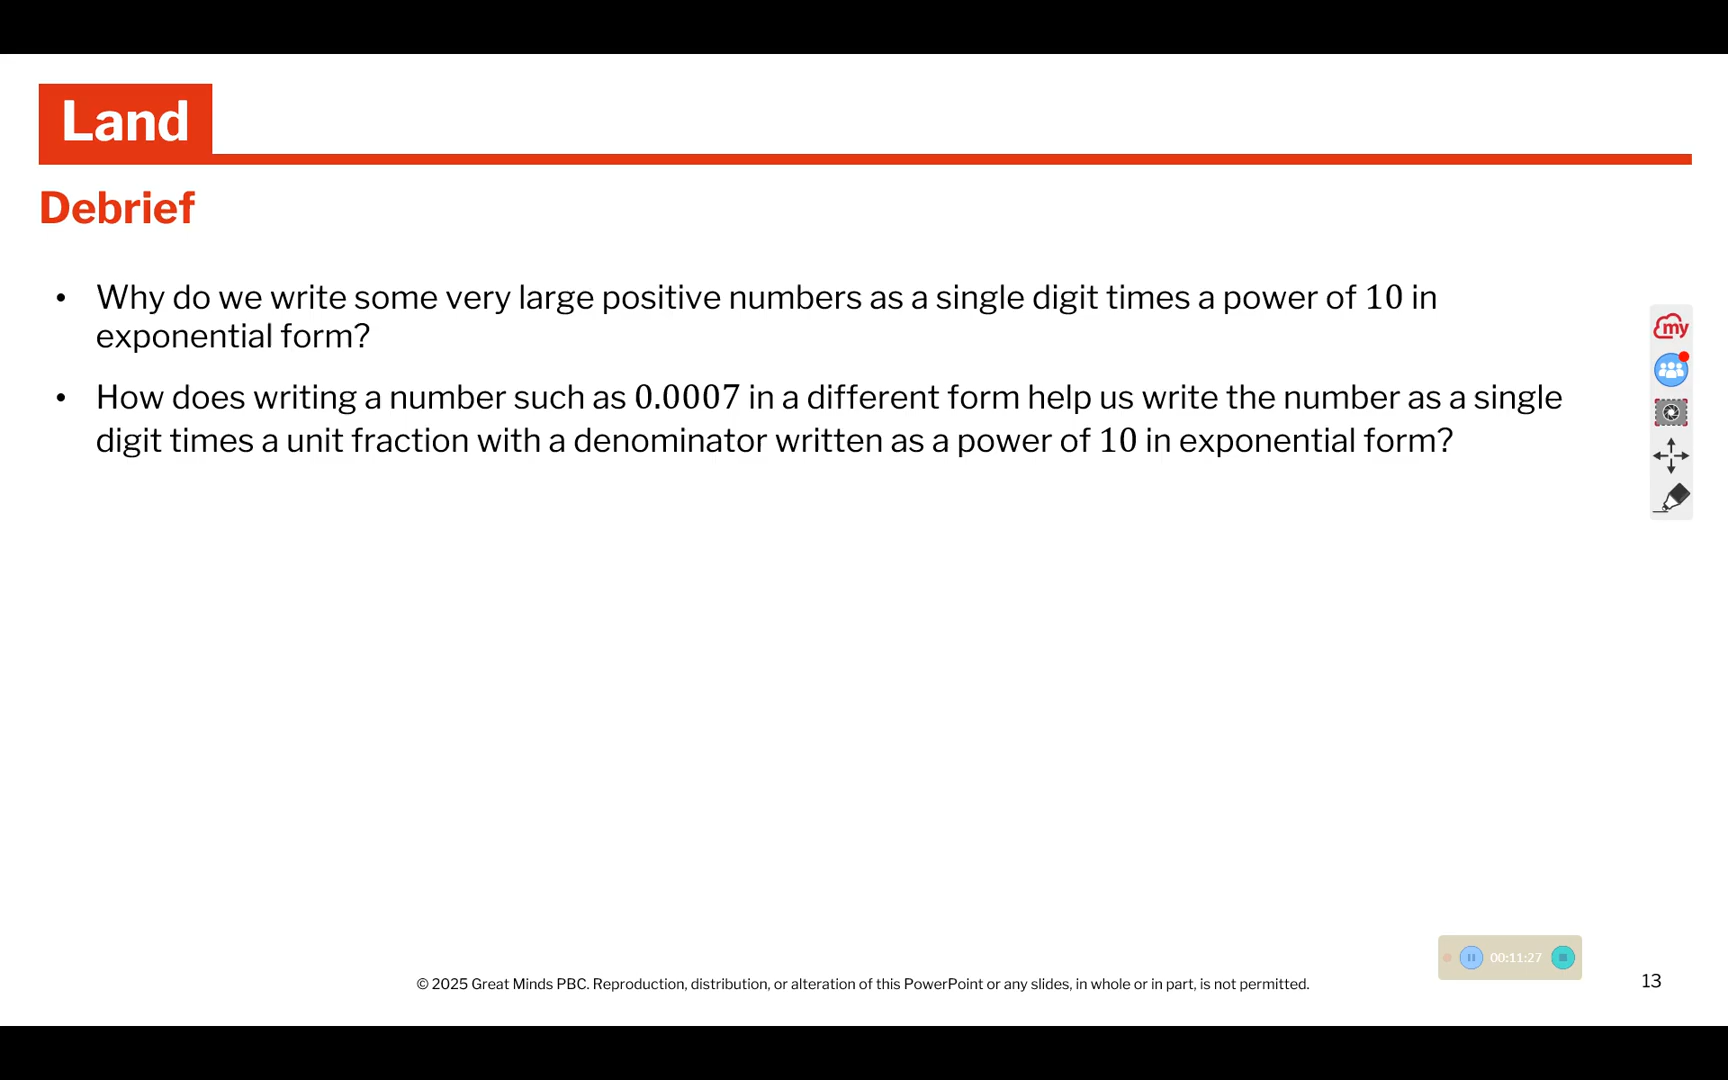 Land
Debrief
• Why do we write some very large positive numbers as a single digit times a power of 10 in
exponential form?
• How does writing a number such as 0.0007 in a different form help us write the number as a single
digit times a unit fraction with a denominator written as a power of 10 in exponential form?
my
00:11:27
© 2025 Great Minds PBC. Reproduction, distribution, or alteration of this PowerPoint or any slides, in whole or in part, is not permitted.
13